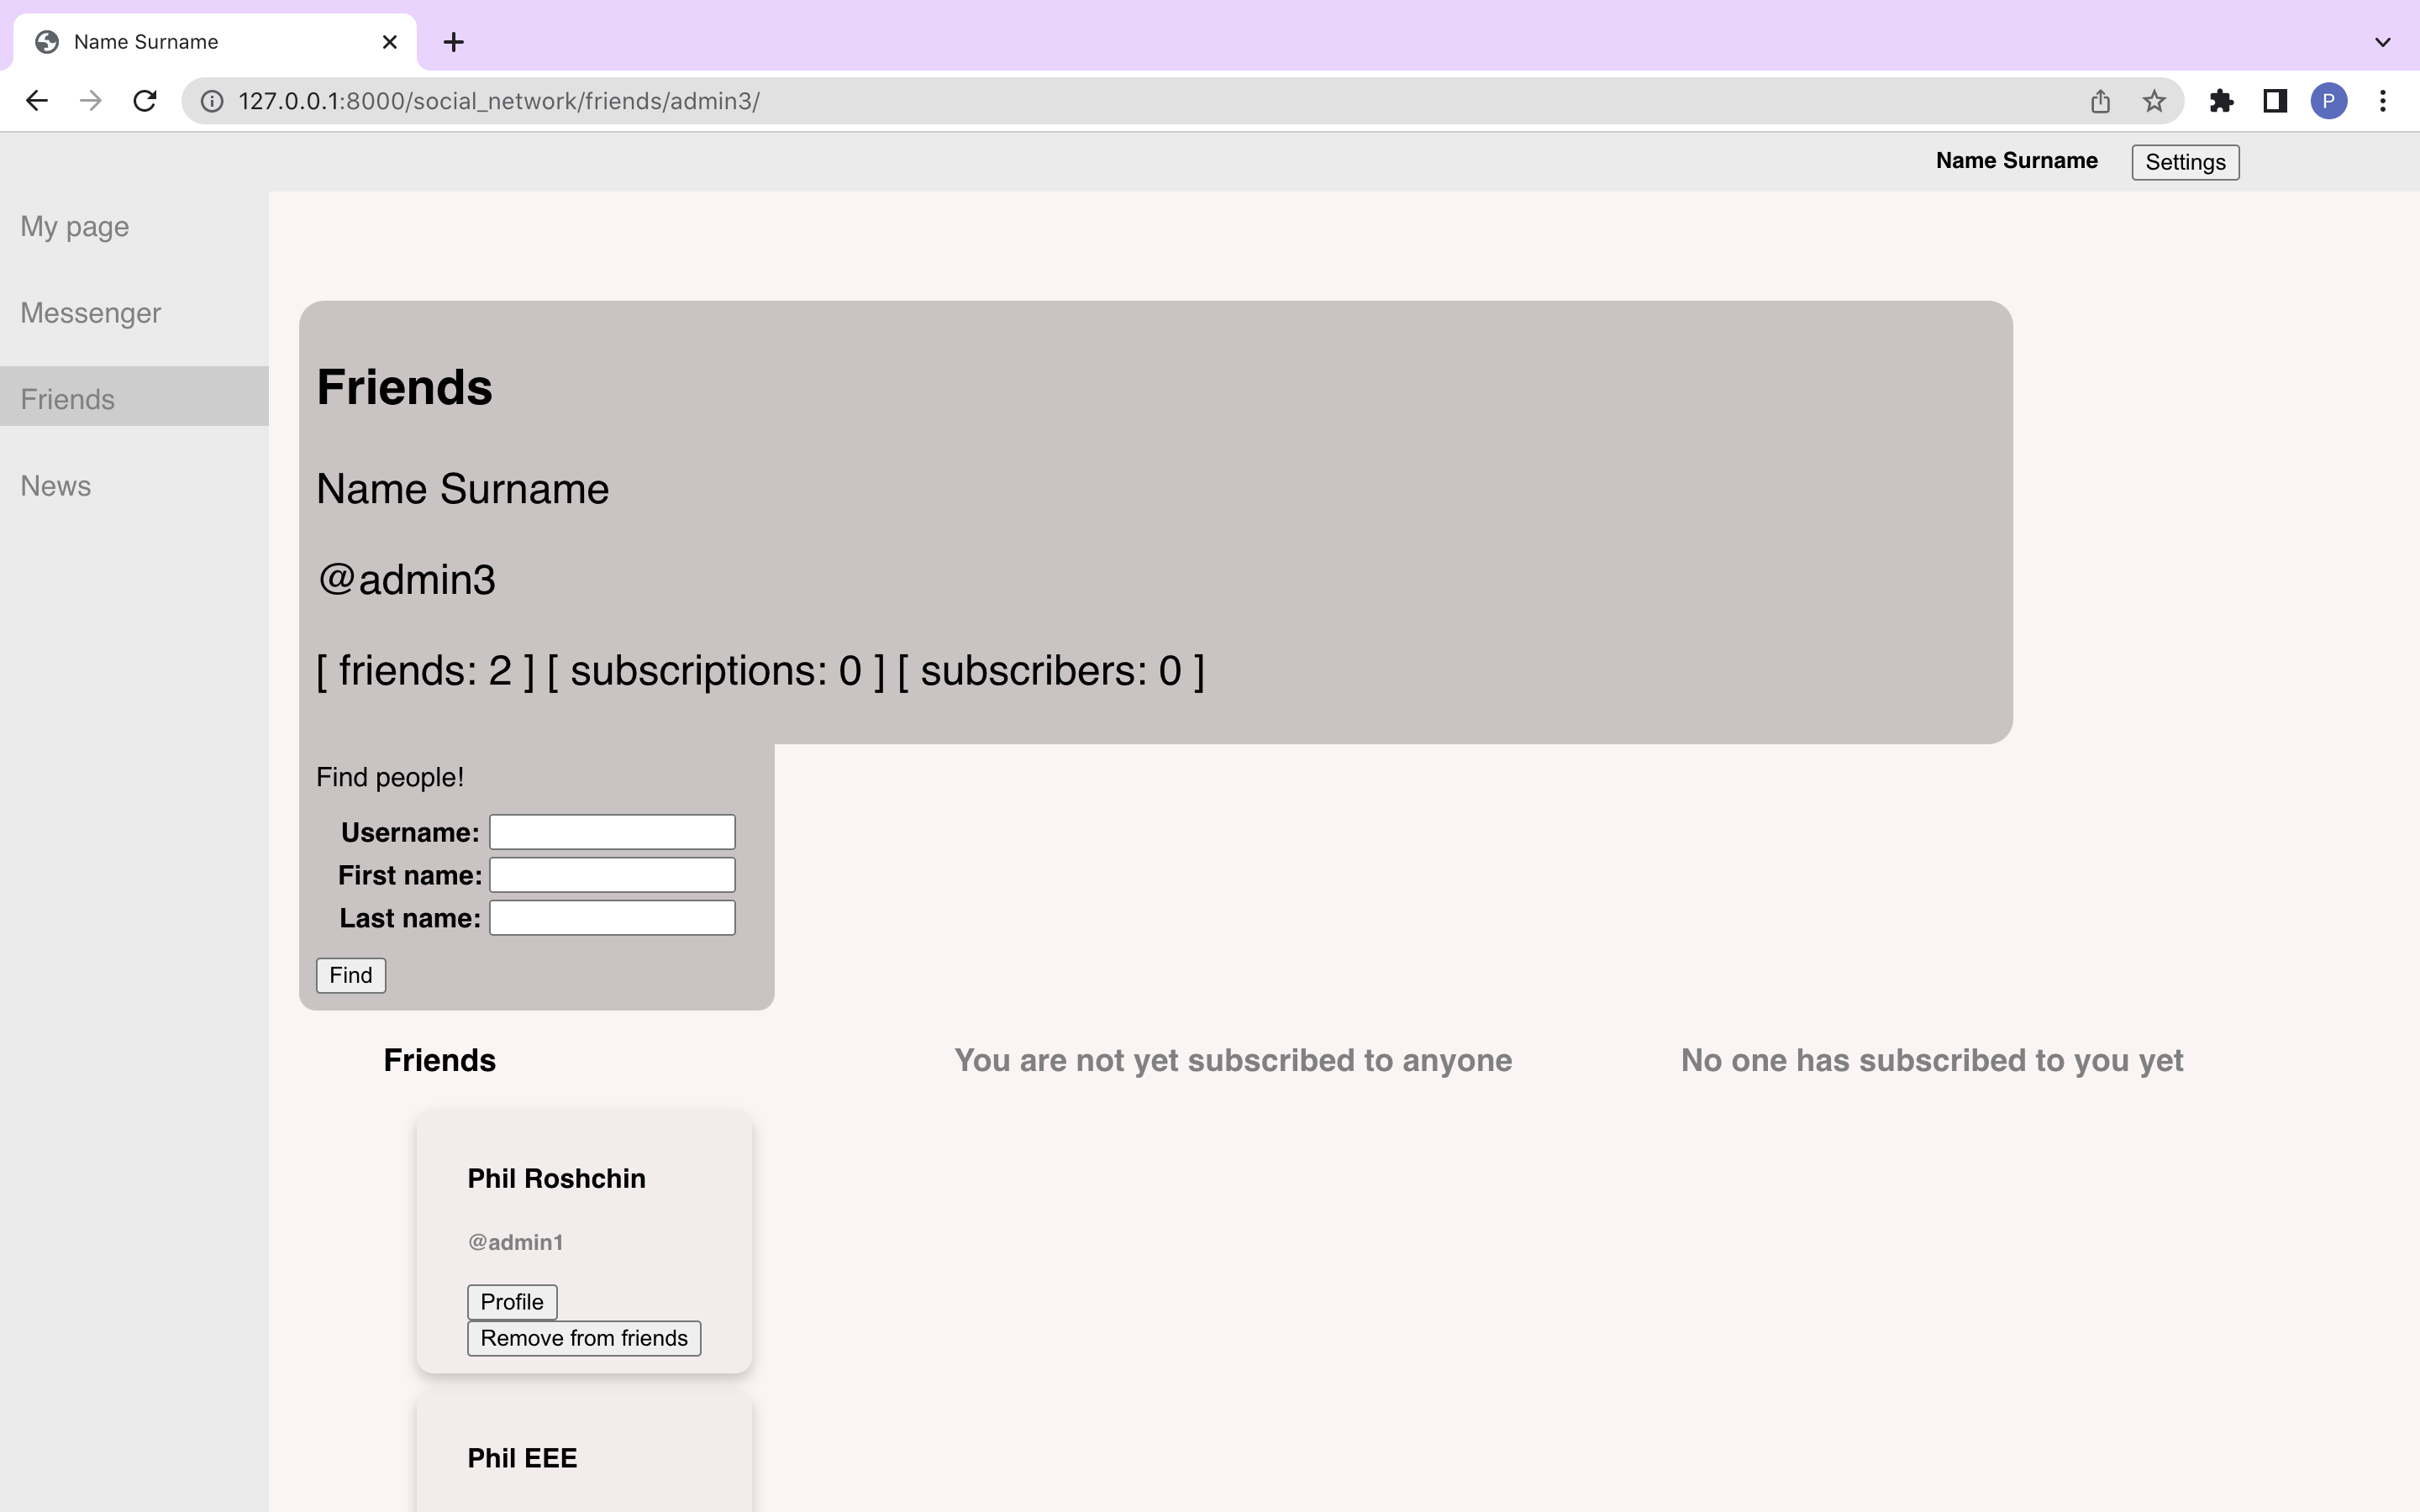 Name Surname
127.0.0.1:8000/social_network/friends/admin3/
P
Name Surname Settings
My page
Messenger
Friends
News
Friends
Name Surname
@admin3
[ friends: 2 ] [ subscriptions: 0 ] [ subscribers: 0 ]
Find people!
Username:
First name:
Last name:
Find
Friends
Phil Roshchin
@admin1
Profile
Remove from friends
Phil EEE
You are not yet subscribed to anyone
No one has subscribed to you yet